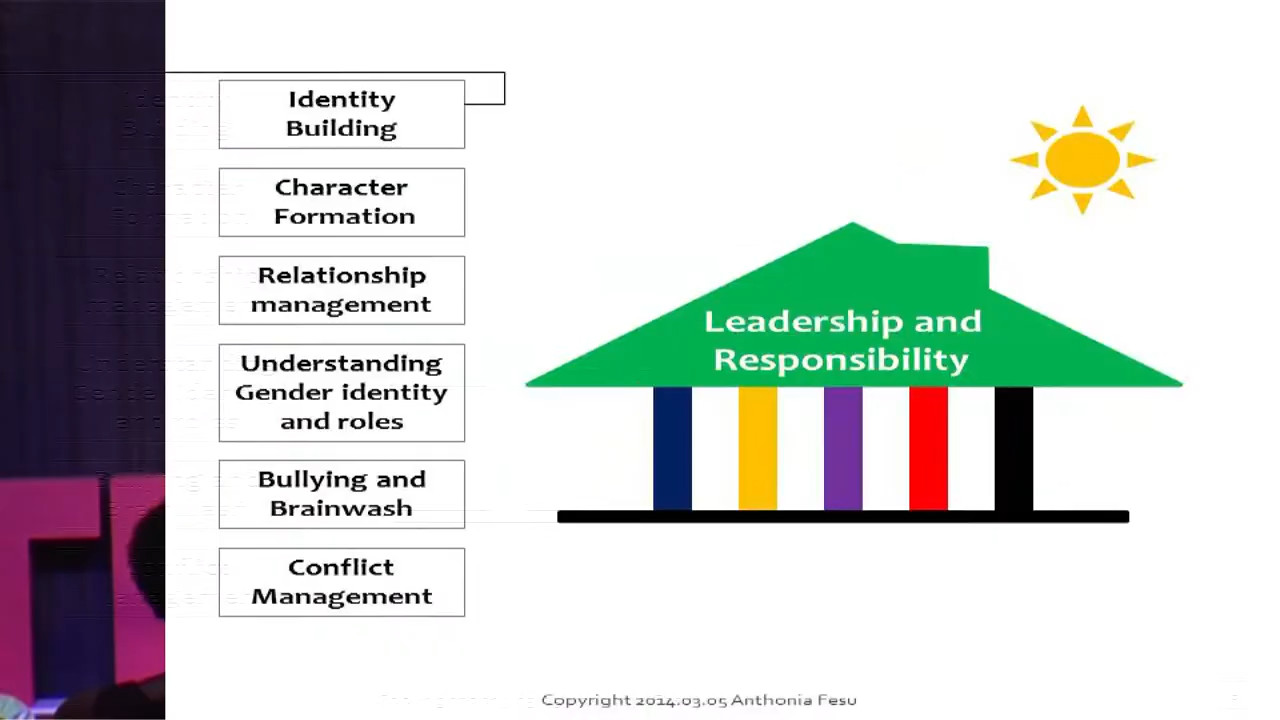 Identity
Building
Character
Formation
Relationship
management
Understanding
Gender identity
and roles
Bullying and
Brainwash
Conflict
Management
Leadership and
Responsibility
Copyright 2014.03.05 Anthonia Fesu